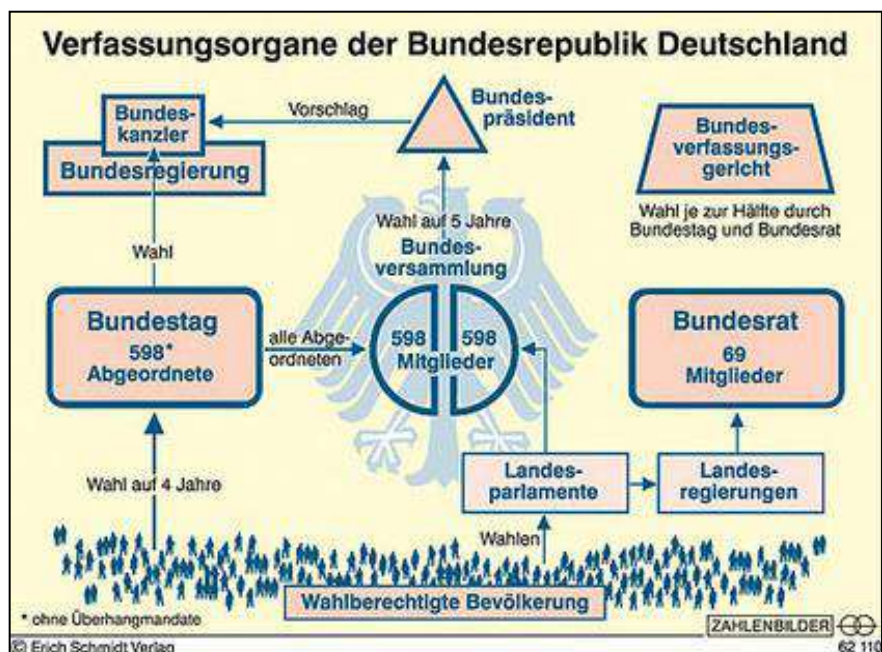 Verfassungsorgane der Bundesrepublik Deutschland
Bundes-
kanzler
Bundesregierung
Vorschlag
Bundes-
präsident
Bundes-
verfassungs-
gericht
Wahl je zur Hälfte durch
Bundestag und Bundesrat
Wahl
Wahl auf 5 Jahre
Bundes-
versammlung
Bundestag
598*
Abgeordnete
alle Abge-
ordneten
598 598
Mitglieder
Bundesrat
69
Mitglieder
Wahl auf 4 Jahre
Landes-
parlamente
Landes-
regierungen
Wahlen
Wahlberechtigte Bevölkerung
* ohne Überhangmandate
ZAHLENBILDER
© Erich Schmidt Verlag
62 110